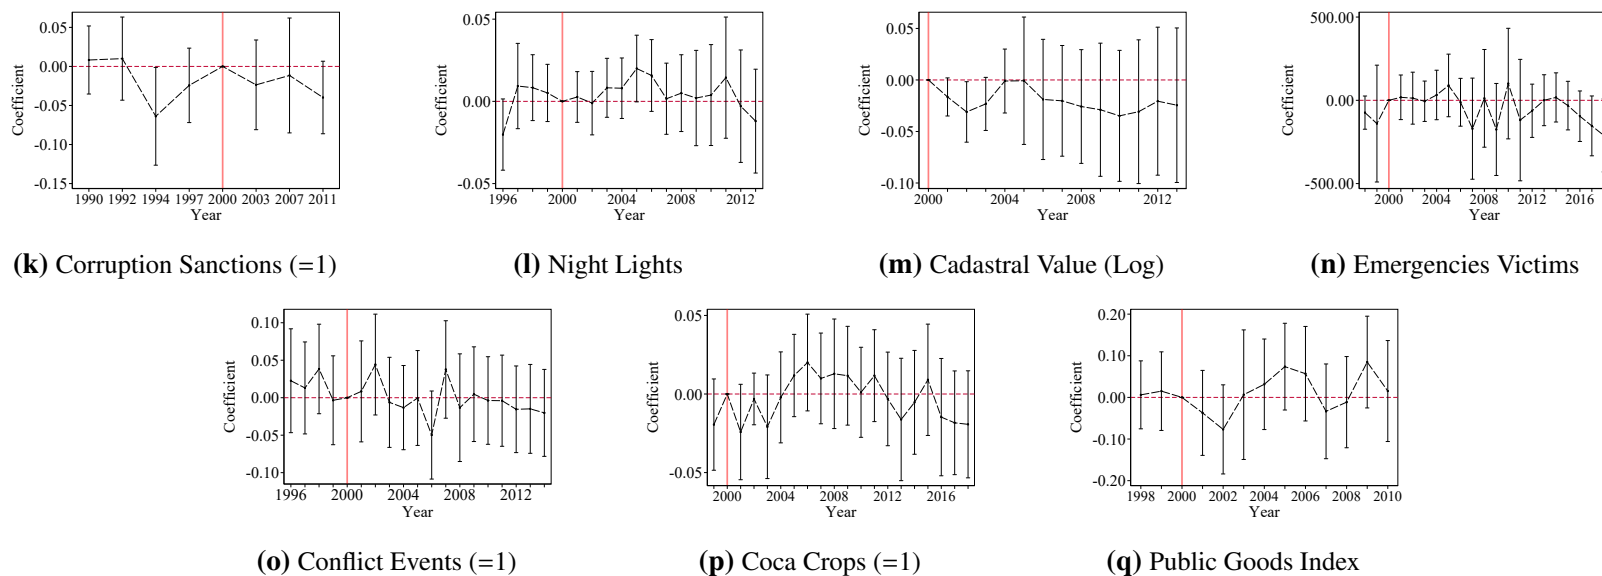 0.05
0.00
-0.05
-0.10
-0.15
Coefficient
1990 1992 1994 1997 2000 2003 2007 2011
Year
(k) Corruption Sanctions (=1)
0.05
0.00
-0.05
Coefficient
1996 2000 2004 2008 2012
Year
(l) Night Lights
0.05
0.00
-0.05
-0.10
Coefficient
2000 2004 2008 2012
Year
(m) Cadastral Value (Log)
500.00
0.00
-500.00
Coefficient
2000 2004 2008 2012 2016
Year
(n) Emergencies Victims
0.10
0.05
0.00
-0.05
-0.10
Coefficient
1996 2000 2004 2008 2012
Year
(o) Conflict Events (=1)
0.05
0.00
-0.05
Coefficient
2000 2004 2008 2012 2016
Year
(p) Coca Crops (=1)
0.20
0.10
0.00
-0.10
-0.20
Coefficient
1998 2000 2002 2004 2006 2008 2010
Year
(q) Public Goods Index